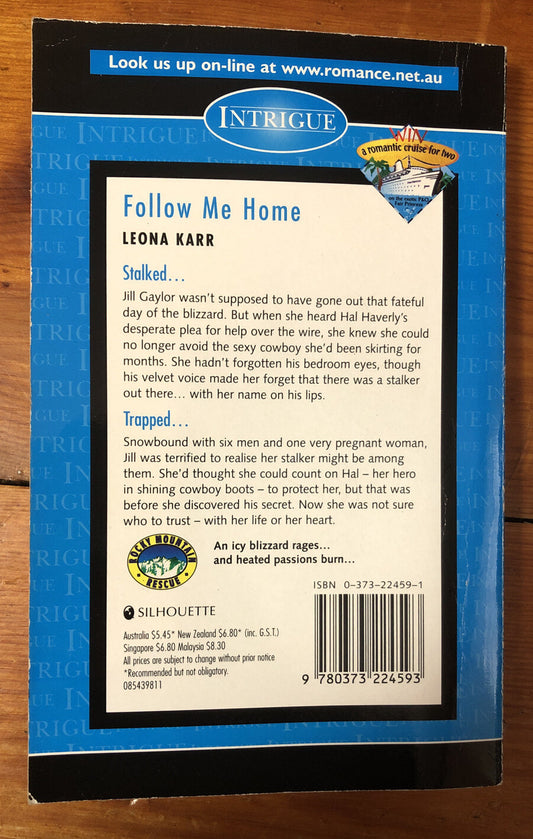 Look us up on-line at www.romance.net.au
INTRIGUE
WIN
a romantic cruise for two
on the exotic P&O
Fair Princess
Follow Me Home
LEONA KARR
Stalked...
Jill Gaylor wasn't supposed to have gone out that fateful
day of the blizzard. But when she heard Hal Haverly's
desperate plea for help over the wire, she knew she could
no longer avoid the sexy cowboy she'd been skirting for
months. She hadn't forgotten his bedroom eyes, though
his velvet voice made her forget that there was a stalker
out there... with her name on his lips.
Trapped...
Snowbound with six men and one very pregnant woman,
Jill was terrified to realise her stalker might be among
them. She'd thought she could count on Hal – her hero
in shining cowboy boots – to protect her, but that was
before she discovered his secret. Now she was not sure
who to trust – with her life or her heart.
ROCKY MOUNTAIN
RESCUE
An icy blizzard rages...
and heated passions burn...
ISBN 0-373-22459-1
SILHOUETTE
Australia $5.45* New Zealand $6.80* (inc. G.S.T.)
Singapore $6.80 Malaysia $8.30
All prices are subject to change without prior notice
*Recommended but not obligatory.
085439811
9 780373 224593